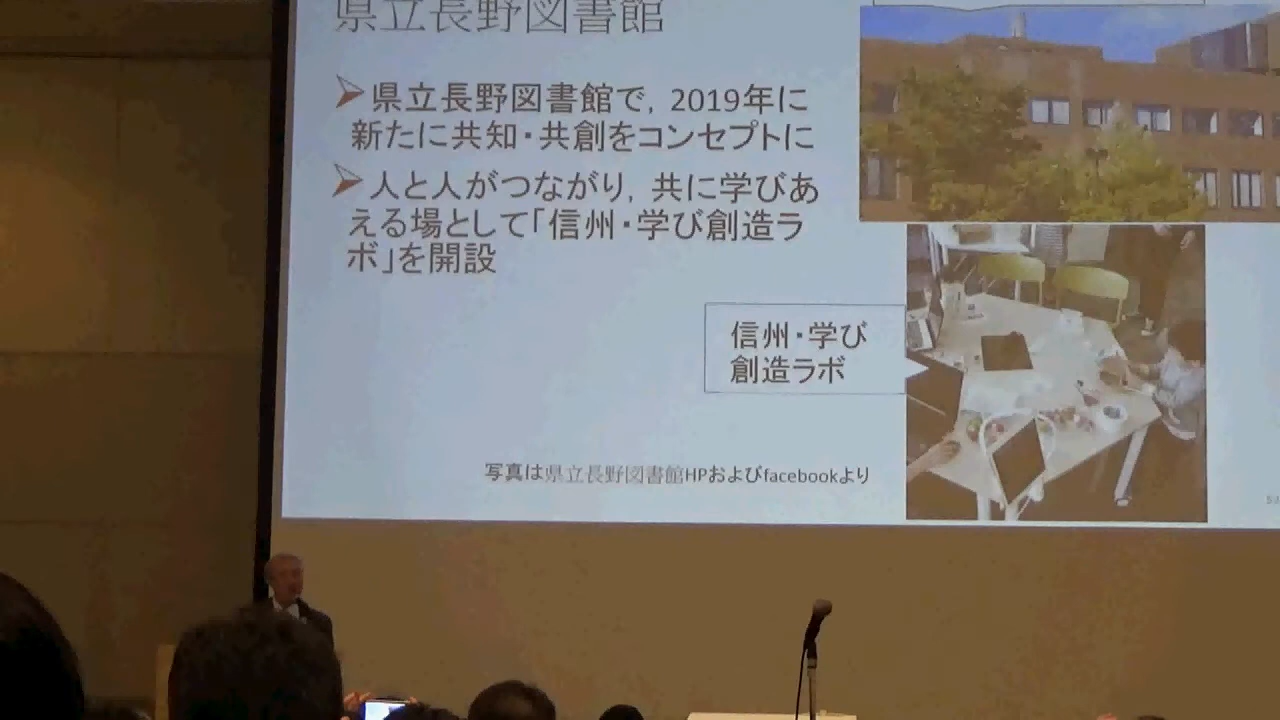 県立長野図書館
県立長野図書館で，2019年に
新たに共知・共創をコンセプトに
人と人がつながり，共に学びあ
える場として「信州・学び創造ラ
ボ」を開設
信州・学び
創造ラボ
写真は県立長野図書館HPおよびfacebookより